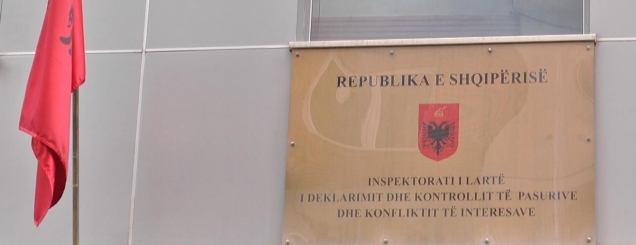 REPUBLIKA E SHQIPËRISË
INSPEKTORATI I LARTË
I DEKLARIMIT DHE KONTROLLIT TË PASURIVE
DHE KONFLIKTIT TË INTERESAVE